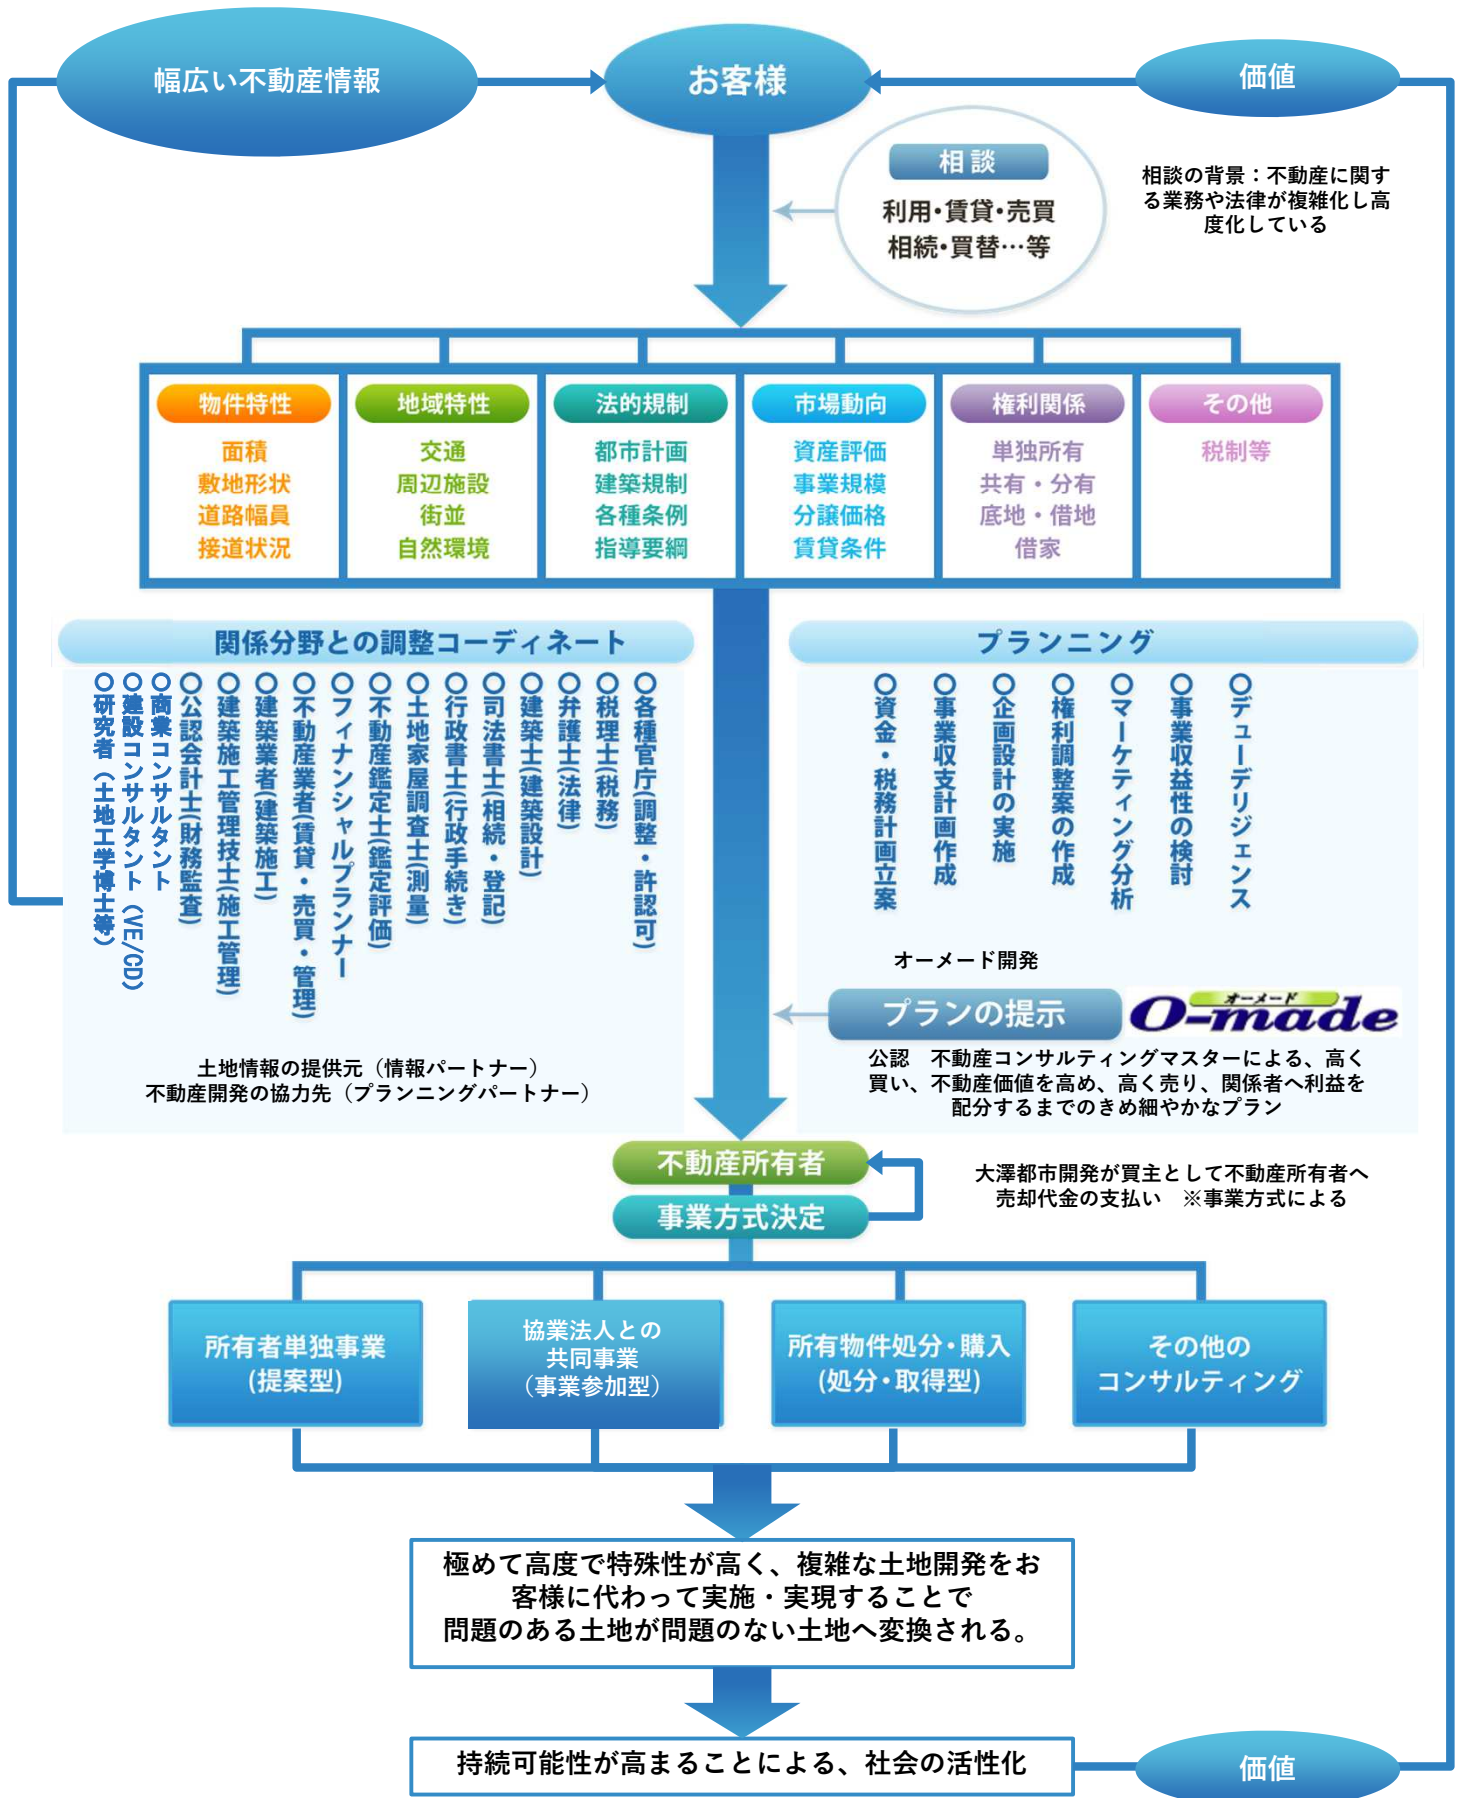 幅広い不動産情報
お客様
価値
相談
利用・賃貸・売買
相続・買替…等
相談の背景：不動産に関す
る業務や法律が複雑化し高
度化している
物件特性
面積
敷地形状
道路幅員
接道状況
地域特性
交通
周辺施設
街並
自然環境
法的規制
都市計画
建築規制
各種条例
指導要綱
市場動向
資産評価
事業規模
分譲価格
賃貸条件
権利関係
単独所有
共有・分有
底地・借地
借家
その他
税制等
関係分野との調整コーディネート
〇各種官庁(調整・許認可)
〇税理士(税務)
〇弁護士(法律)
〇建築士(建築設計)
〇司法書士(相続・登記)
〇行政書士(行政手続き)
〇土地家屋調査士(測量)
〇不動産鑑定士(鑑定評価)
〇フィナンシャルプランナー
〇不動産業者(賃貸・売買・管理)
〇建築業者(建築施工)
〇建築施工管理技士(施工管理)
〇公認会計士(財務監査)
〇商業コンサルタント
〇建設コンサルタント（VE/CD）
〇研究者（土地工学博士等）
土地情報の提供元（情報パートナー）
不動産開発の協力先（プランニングパートナー）
プランニング
〇デューデリジェンス
〇事業収益性の検討
〇マーケティング分析
〇権利調整案の作成
〇企画設計の実施
〇事業収支計画作成
〇資金・税務計画立案
オーメード開発
プランの提示
オーメード
O-made
公認　不動産コンサルティングマスターによる、高く
買い、不動産価値を高め、高く売り、関係者へ利益を
配分するまでのきめ細やかなプラン
不動産所有者
事業方式決定
大澤都市開発が買主として不動産所有者へ
売却代金の支払い　※事業方式による
所有者単独事業
(提案型)
協業法人との
共同事業
（事業参加型）
所有物件処分・購入
(処分・取得型)
その他の
コンサルティング
極めて高度で特殊性が高く、複雑な土地開発をお
客様に代わって実施・実現することで
問題のある土地が問題のない土地へ変換される。
持続可能性が高まることによる、社会の活性化
価値